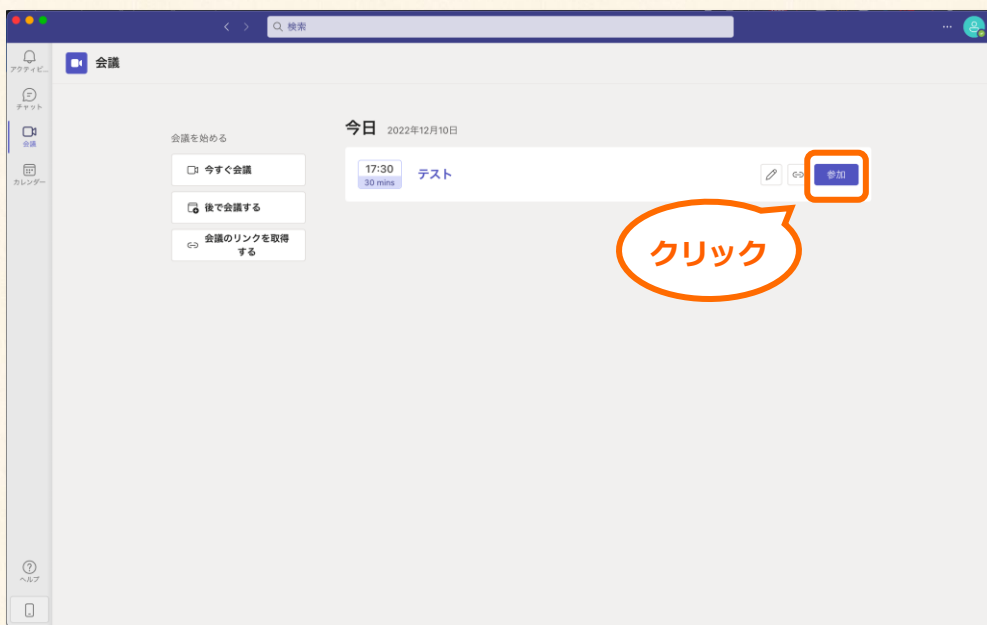 検索
…
アクティビ...
チャット
会議
カレンダー
ヘルプ
会議
会議を始める
今すぐ会議
後で会議する
会議のリンクを取得
する
今日 2022年12月10日
17:30
30 mins
テスト
参加
クリック